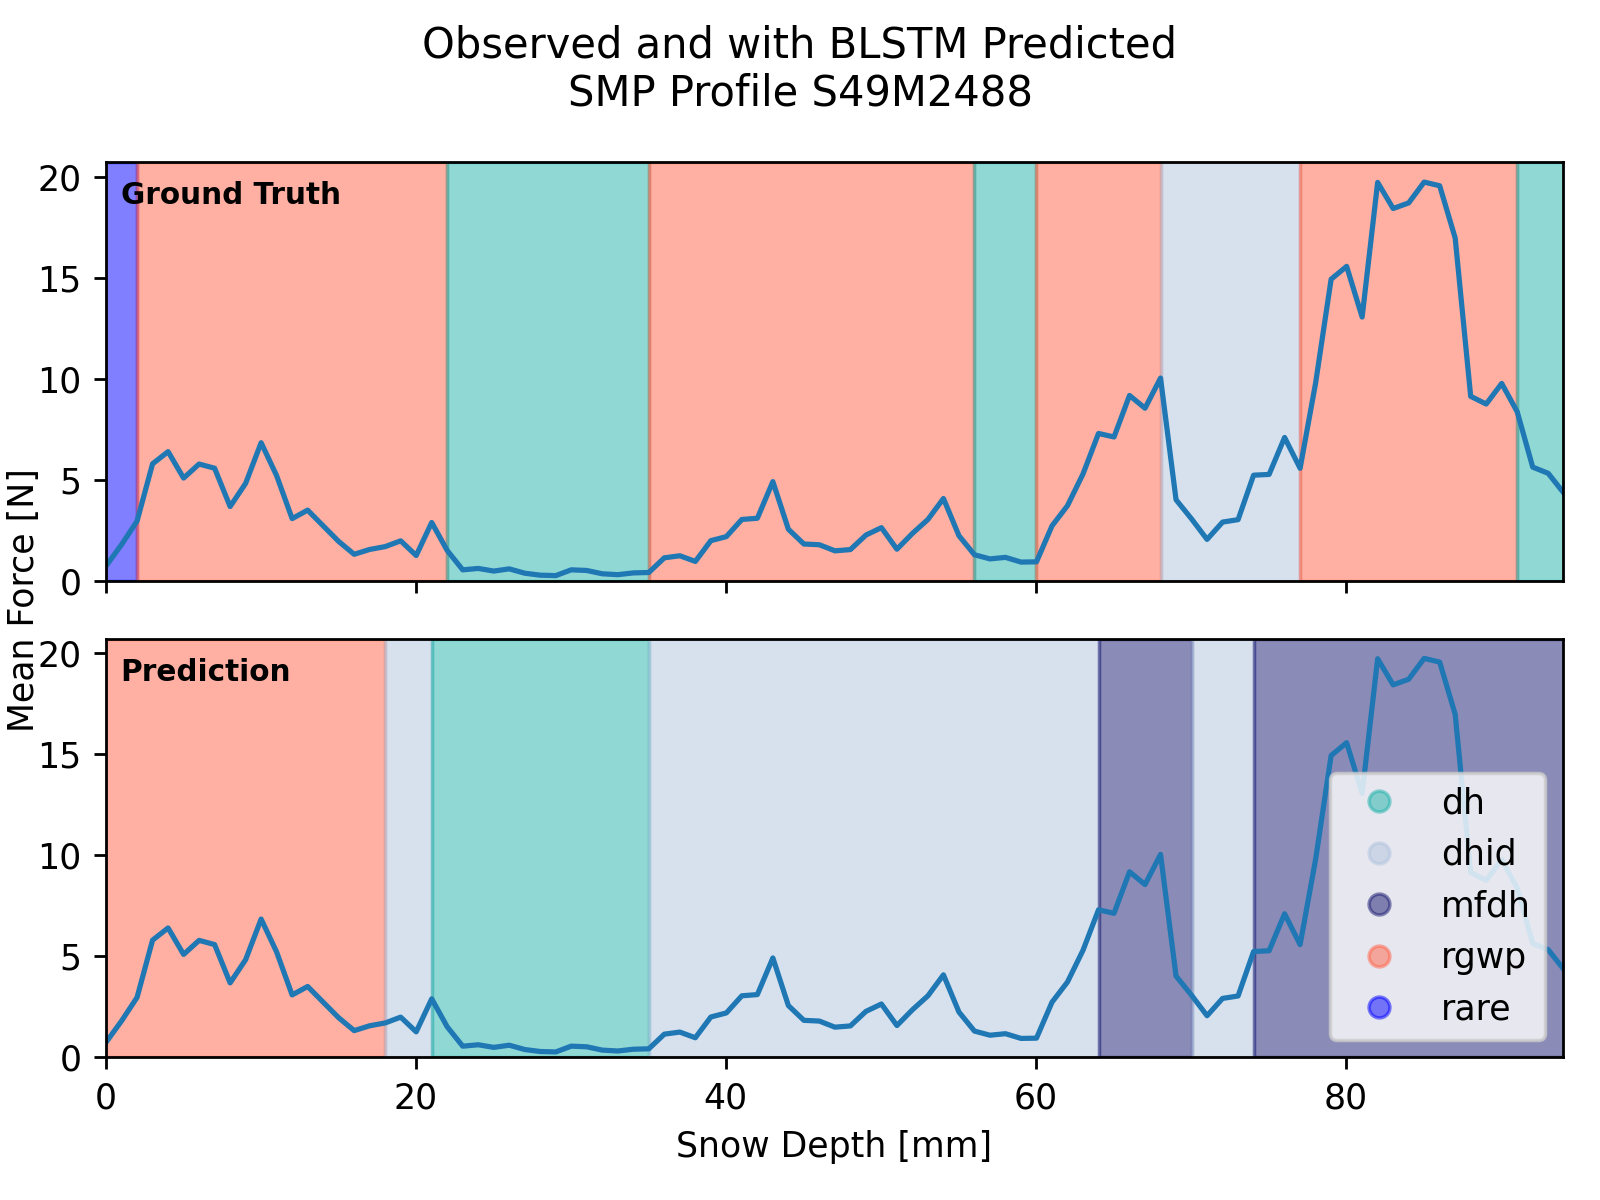 Observed and with BLSTM Predicted
SMP Profile S49M2488
Mean Force [N]
20
15
10
5
0
Ground Truth
20
15
10
5
0
Prediction
dh
dhid
mfdh
rgwp
rare
0 20 40 60 80
Snow Depth [mm]